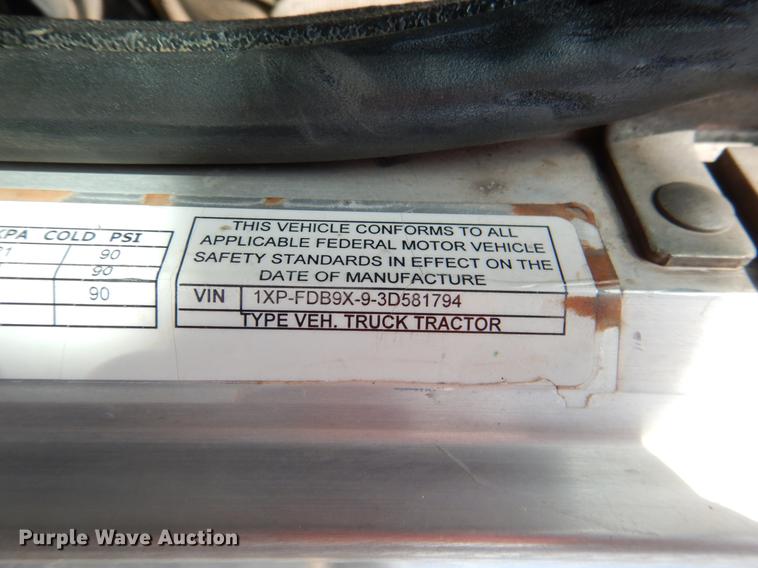 KPA COLD PSI
90
90
90
THIS VEHICLE CONFORMS TO ALL
APPLICABLE FEDERAL MOTOR VEHICLE
SAFETY STANDARDS IN EFFECT ON THE
DATE OF MANUFACTURE
VIN 1XP-FDB9X-9-3D581794
TYPE VEH. TRUCK TRACTOR
Purple Wave Auction